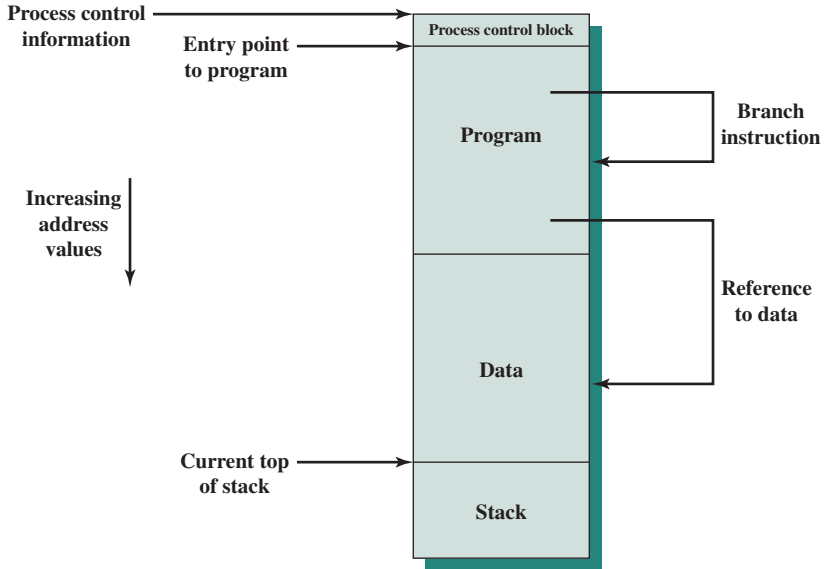 Process control
information
Process control block
Entry point
to program
Program
Branch
instruction
Increasing
address
values
Reference
to data
Data
Current top
of stack
Stack